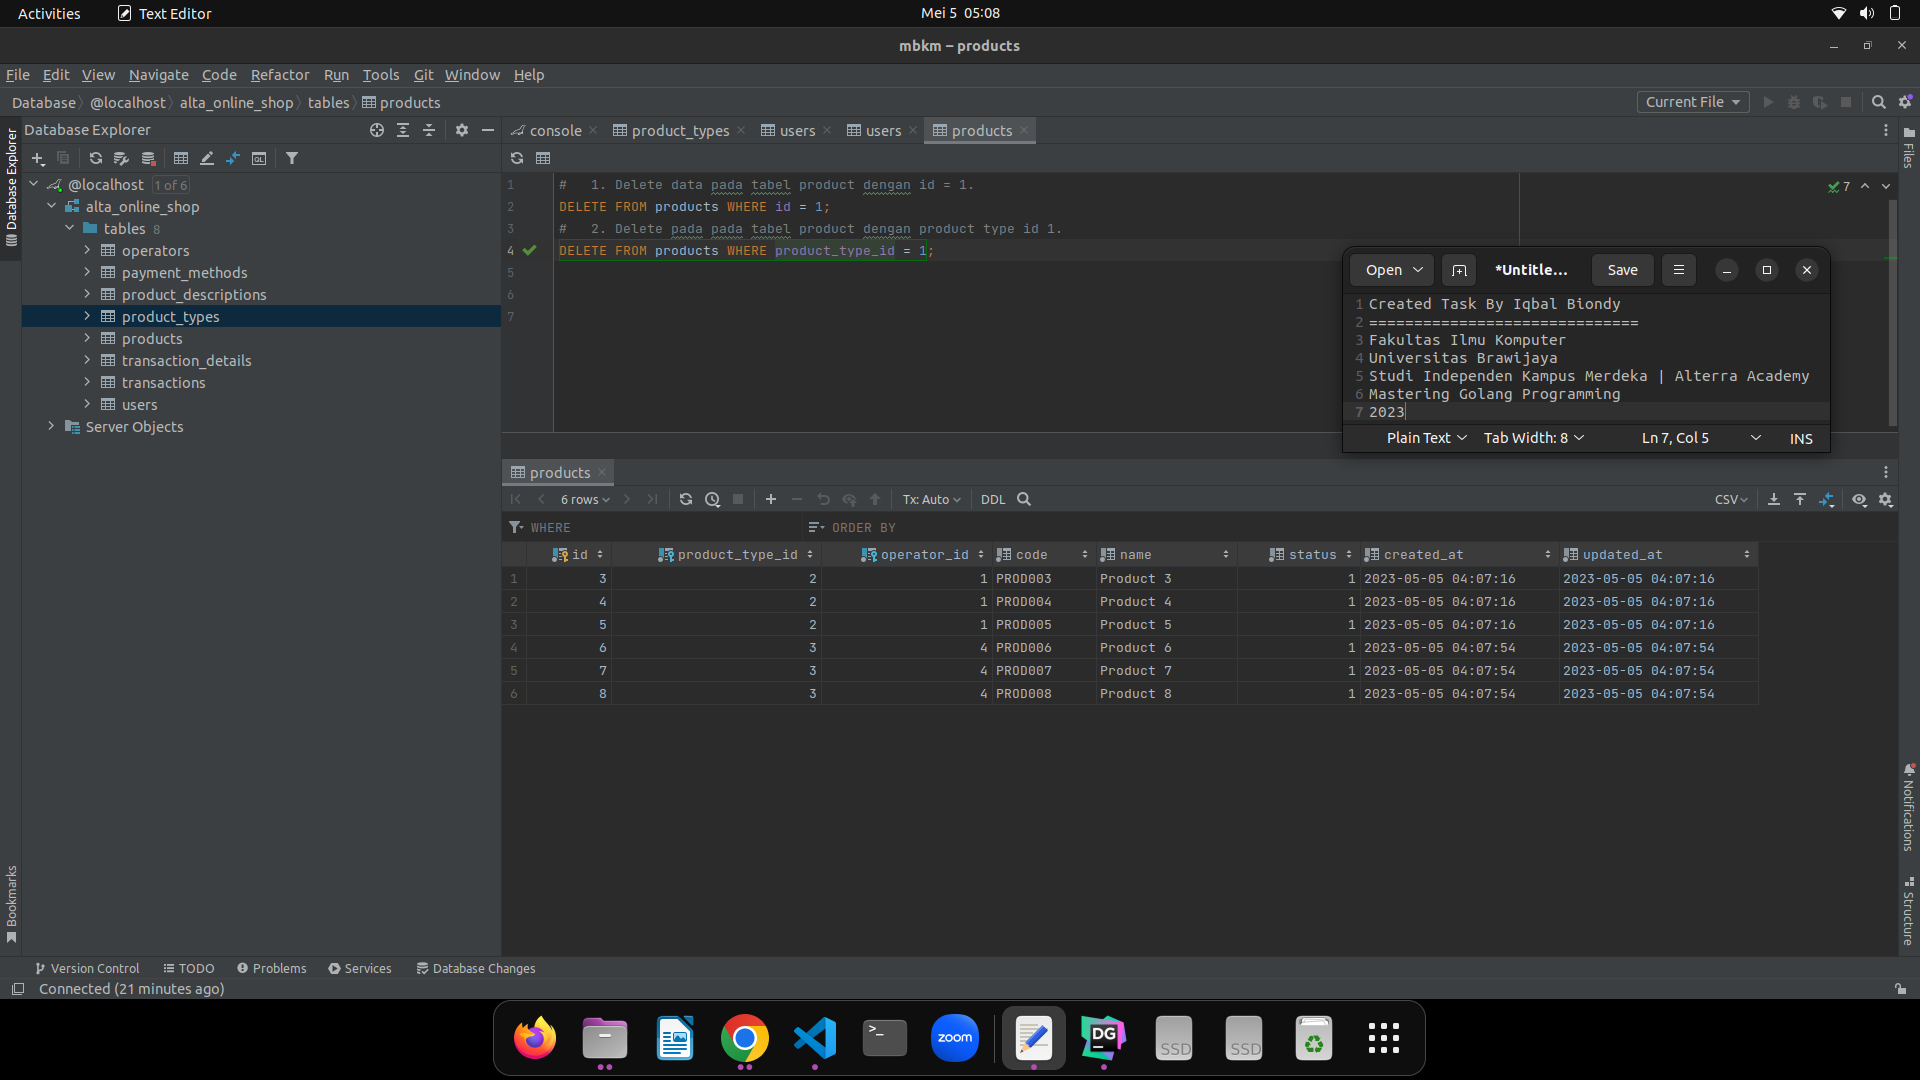 Activities
Text Editor
Mei 5 05:08
mbkm – products
File Edit View Navigate Code Refactor Run Tools Git Window Help
Database @localhost alta_online_shop tables products
Current File
Database Explorer
console product_types users users products
Database Explorer
Files
@localhost 1 of 6
alta_online_shop
tables 8
operators
payment_methods
product_descriptions
product_types
products
transaction_details
transactions
users
Server Objects
1 # 1. Delete data pada tabel product dengan id = 1.
2 DELETE FROM products WHERE id = 1;
3 # 2. Delete pada pada tabel product dengan product type id 1.
4 DELETE FROM products WHERE product_type_id = 1;
5
6
7
7
Open *Untitle... Save
1 Created Task By Iqbal Biondy
2 ==============================
3 Fakultas Ilmu Komputer
4 Universitas Brawijaya
5 Studi Independen Kampus Merdeka | Alterra Academy
6 Mastering Golang Programming
7 2023
Plain Text Tab Width: 8 Ln 7, Col 5 INS
products
6 rows Tx: Auto DDL CSV
WHERE ORDER BY
id product_type_id operator_id code name status created_at updated_at
1 3 2 1 PROD003 Product 3 1 2023-05-05 04:07:16 2023-05-05 04:07:16
2 4 2 1 PROD004 Product 4 1 2023-05-05 04:07:16 2023-05-05 04:07:16
3 5 2 1 PROD005 Product 5 1 2023-05-05 04:07:16 2023-05-05 04:07:16
4 6 3 4 PROD006 Product 6 1 2023-05-05 04:07:54 2023-05-05 04:07:54
5 7 3 4 PROD007 Product 7 1 2023-05-05 04:07:54 2023-05-05 04:07:54
6 8 3 4 PROD008 Product 8 1 2023-05-05 04:07:54 2023-05-05 04:07:54
Notifications
Structure
Bookmarks
Version Control TODO Problems Services Database Changes
Connected (21 minutes ago)
>_
zoom
DG
SSD
SSD